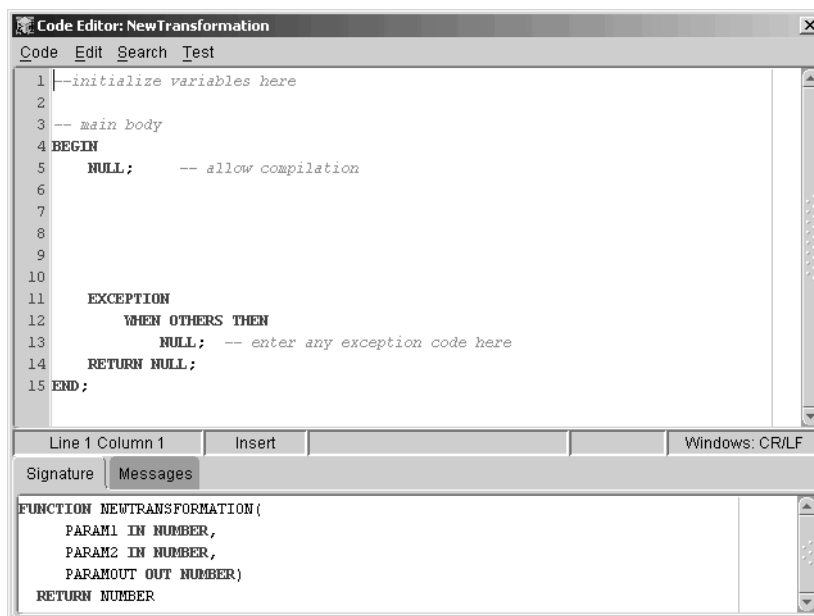 Code Editor: NewTransformation
Code Edit Search Test
1 --initialize variables here
2
3 -- main body
4 BEGIN
5 NULL; -- allow compilation
6
7
8
9
10
11 EXCEPTION
12 WHEN OTHERS THEN
13 NULL; -- enter any exception code here
14 RETURN NULL;
15 END;
Line 1 Column 1 Insert Windows: CR/LF
Signature Messages
FUNCTION NEWTRANSFORMATION(
PARAM1 IN NUMBER,
PARAM2 IN NUMBER,
PARAMOUT OUT NUMBER)
RETURN NUMBER